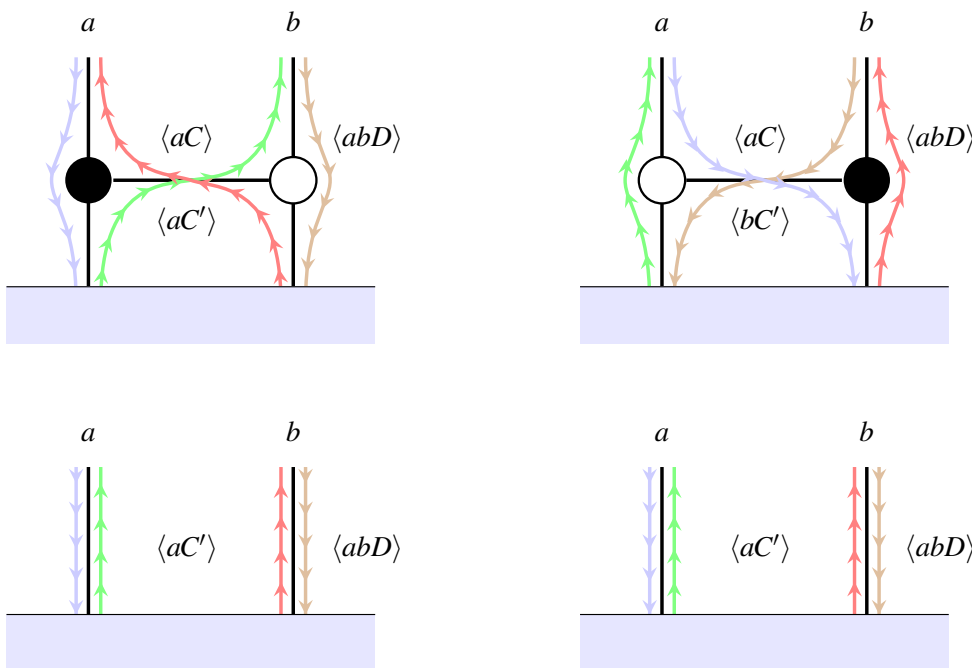 a b a b
⟨aC⟩ ⟨abD⟩ ⟨aC⟩ ⟨abD⟩
⟨aC′⟩ ⟨bC′⟩
a b a b
⟨aC′⟩ ⟨abD⟩ ⟨aC′⟩ ⟨abD⟩